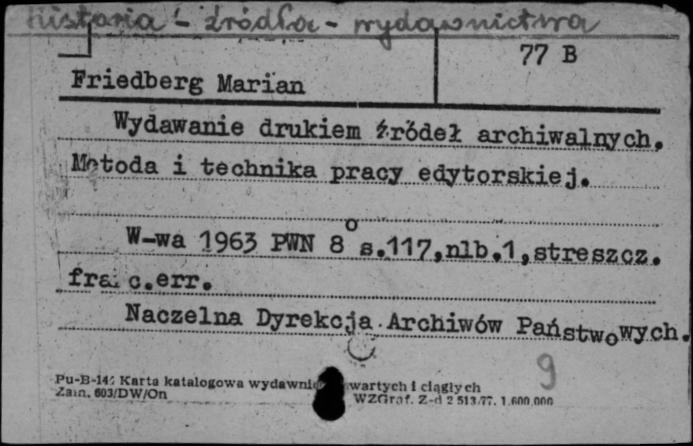 historia - źródła - wydawnictwa
77 B
Friedberg Marian
Wydawanie drukiem źródeł archiwalnych.
Metoda i technika pracy edytorskiej.
W-wa 1963 PWN 8° s.117,nlb.1,streszcz.
franc.err.
Naczelna Dyrekcja Archiwów Państwowych.
9
Pu-B-14 Karta katalogowa wydawnic wartych i ciągłych
Zam. 603/DW/On WZGraf. Z-d 2 513/77. 1.600.000